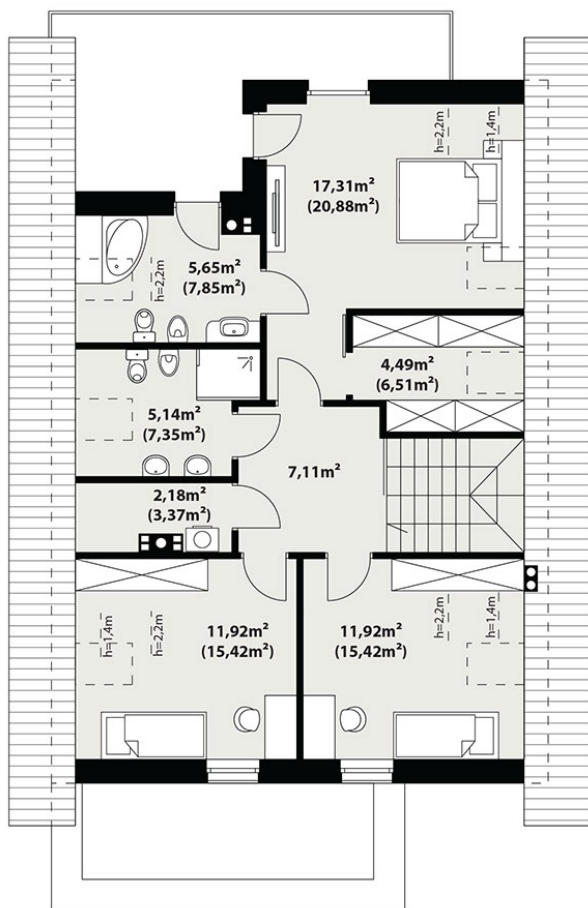 h=2,2m
h=1,4m
17,31m²
(20,88m²)
5,65m²
(7,85m²)
h=2,2m
4,49m²
(6,51m²)
5,14m²
(7,35m²)
7,11m²
2,18m²
(3,37m²)
h=1,4m
h=2,2m
11,92m²
(15,42m²)
11,92m²
(15,42m²)
h=2,2m
h=1,4m